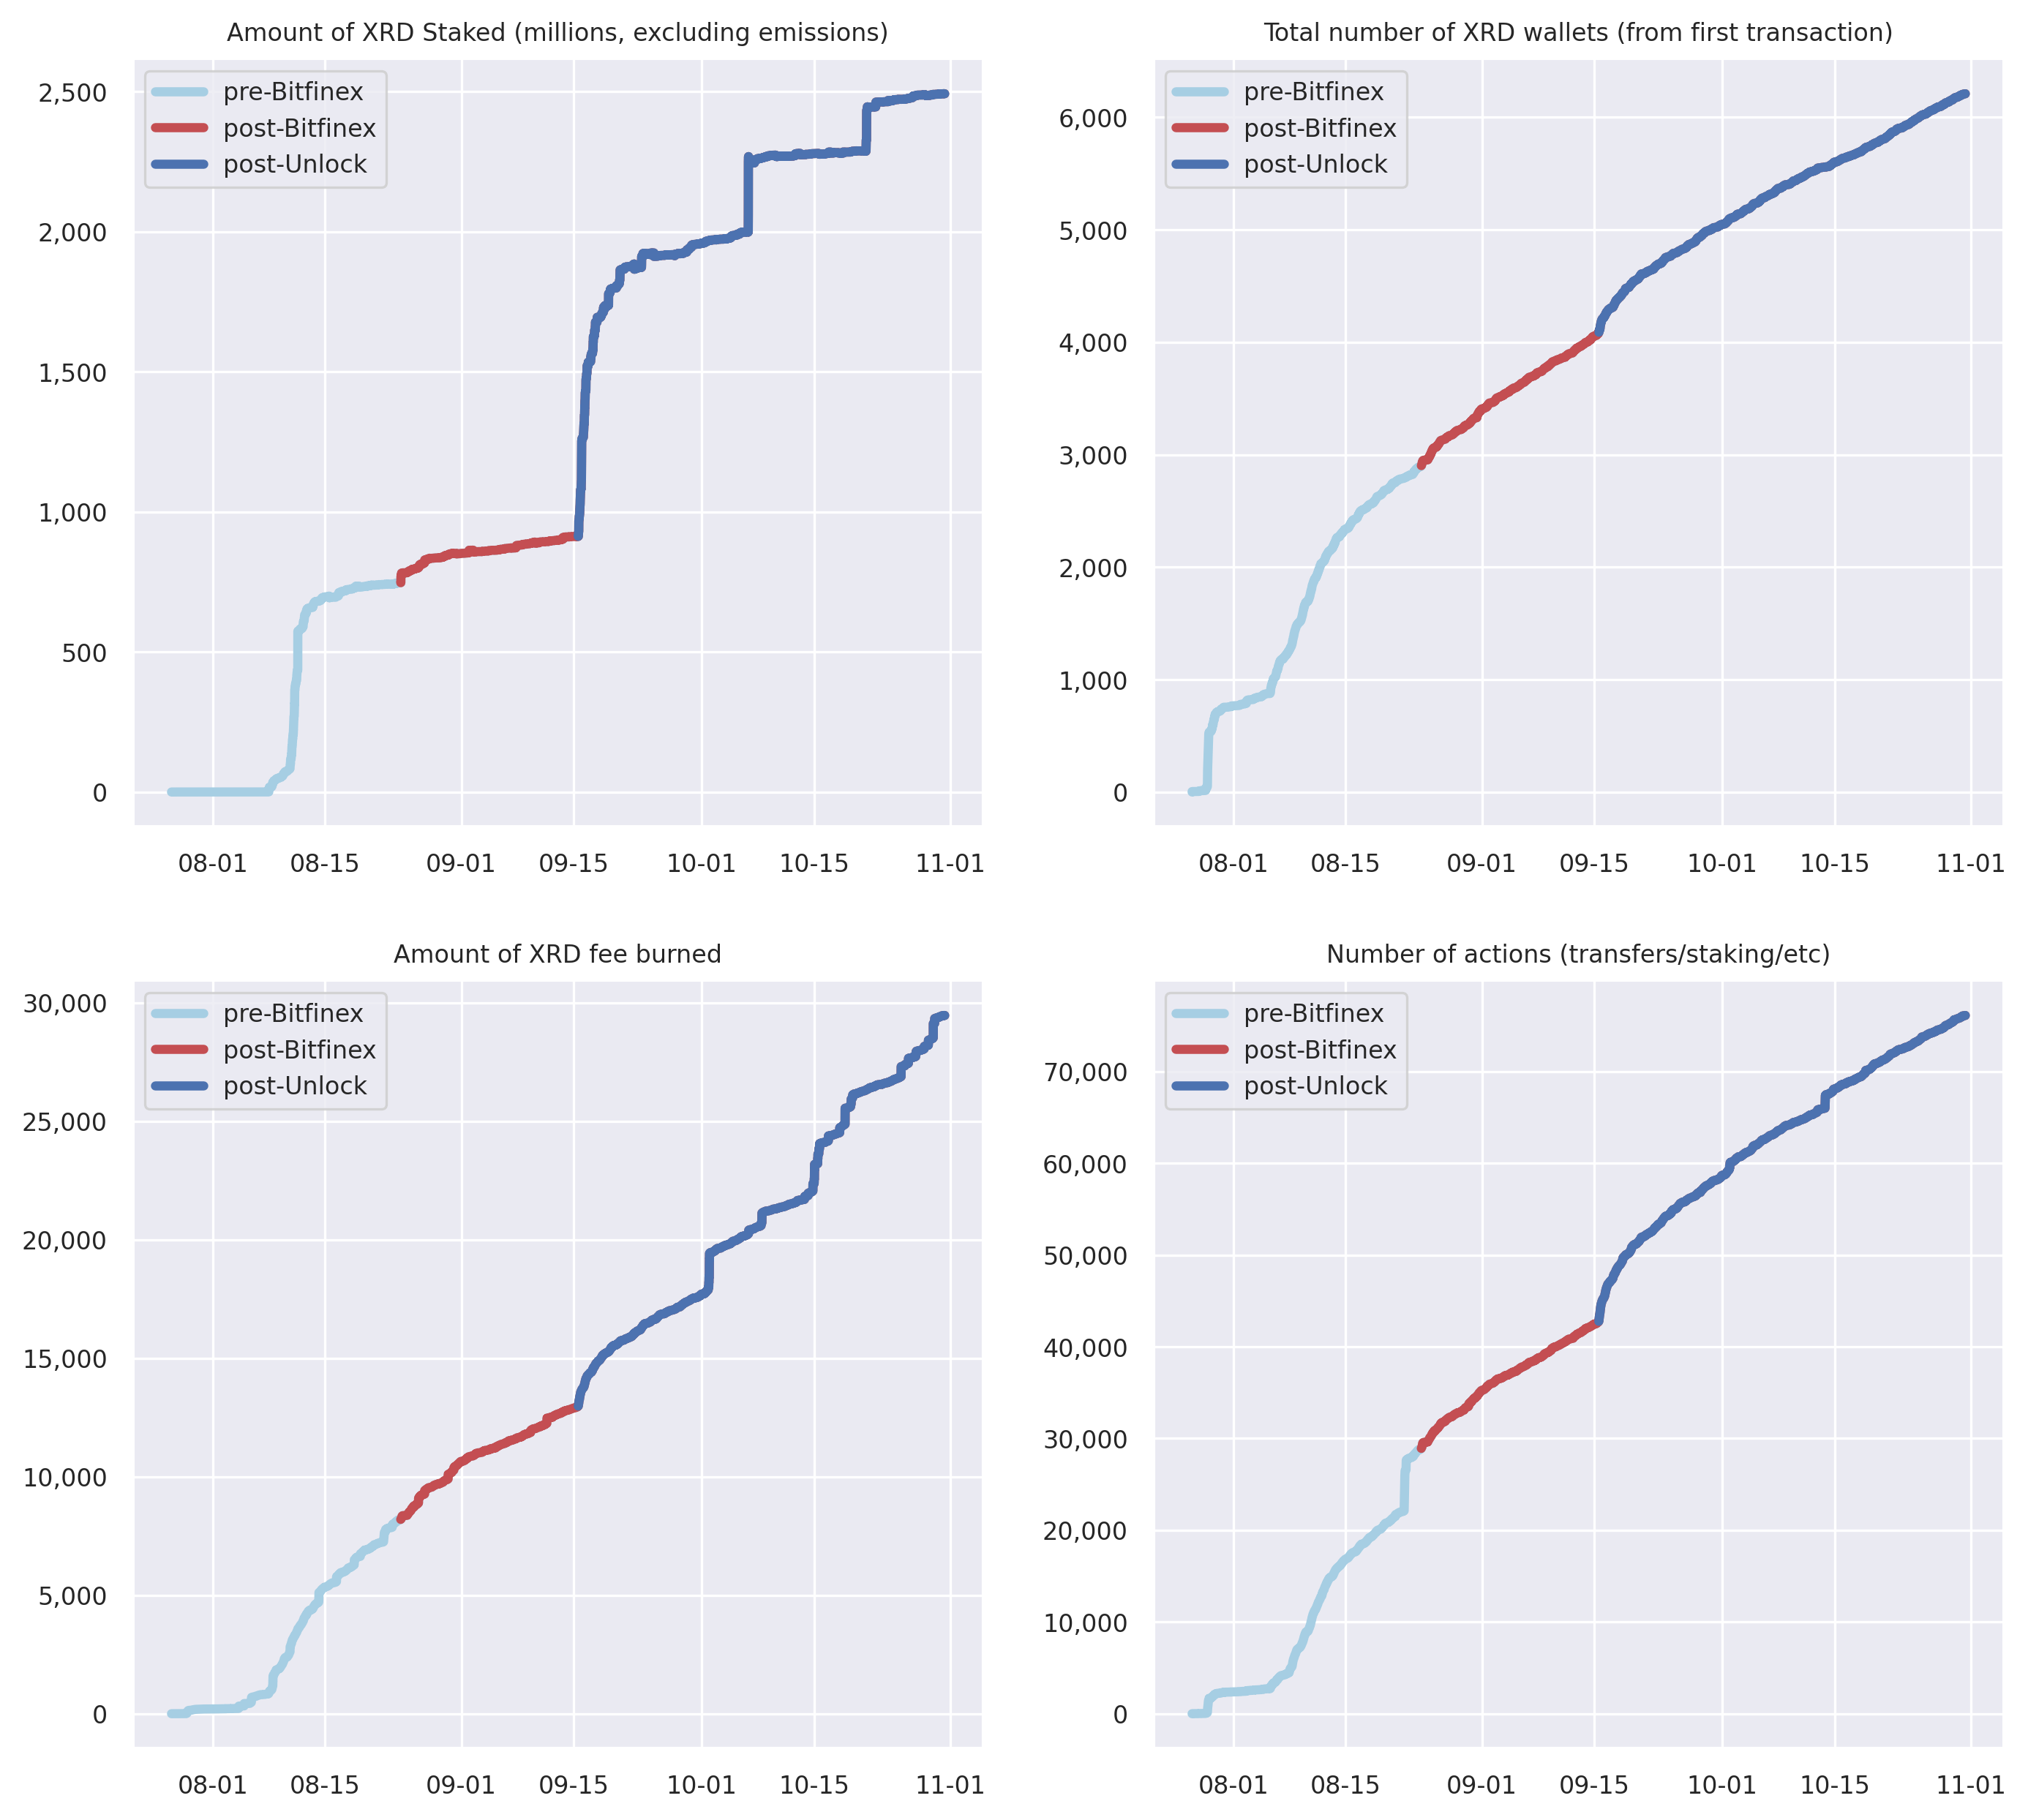 Amount of XRD Staked (millions, excluding emissions)
pre-Bitfinex
post-Bitfinex
post-Unlock
2,500
2,000
1,500
1,000
500
0
08-01 08-15 09-01 09-15 10-01 10-15 11-01
Total number of XRD wallets (from first transaction)
pre-Bitfinex
post-Bitfinex
post-Unlock
6,000
5,000
4,000
3,000
2,000
1,000
0
08-01 08-15 09-01 09-15 10-01 10-15 11-01
Amount of XRD fee burned
pre-Bitfinex
post-Bitfinex
post-Unlock
30,000
25,000
20,000
15,000
10,000
5,000
0
08-01 08-15 09-01 09-15 10-01 10-15 11-01
Number of actions (transfers/staking/etc)
pre-Bitfinex
post-Bitfinex
post-Unlock
70,000
60,000
50,000
40,000
30,000
20,000
10,000
0
08-01 08-15 09-01 09-15 10-01 10-15 11-01